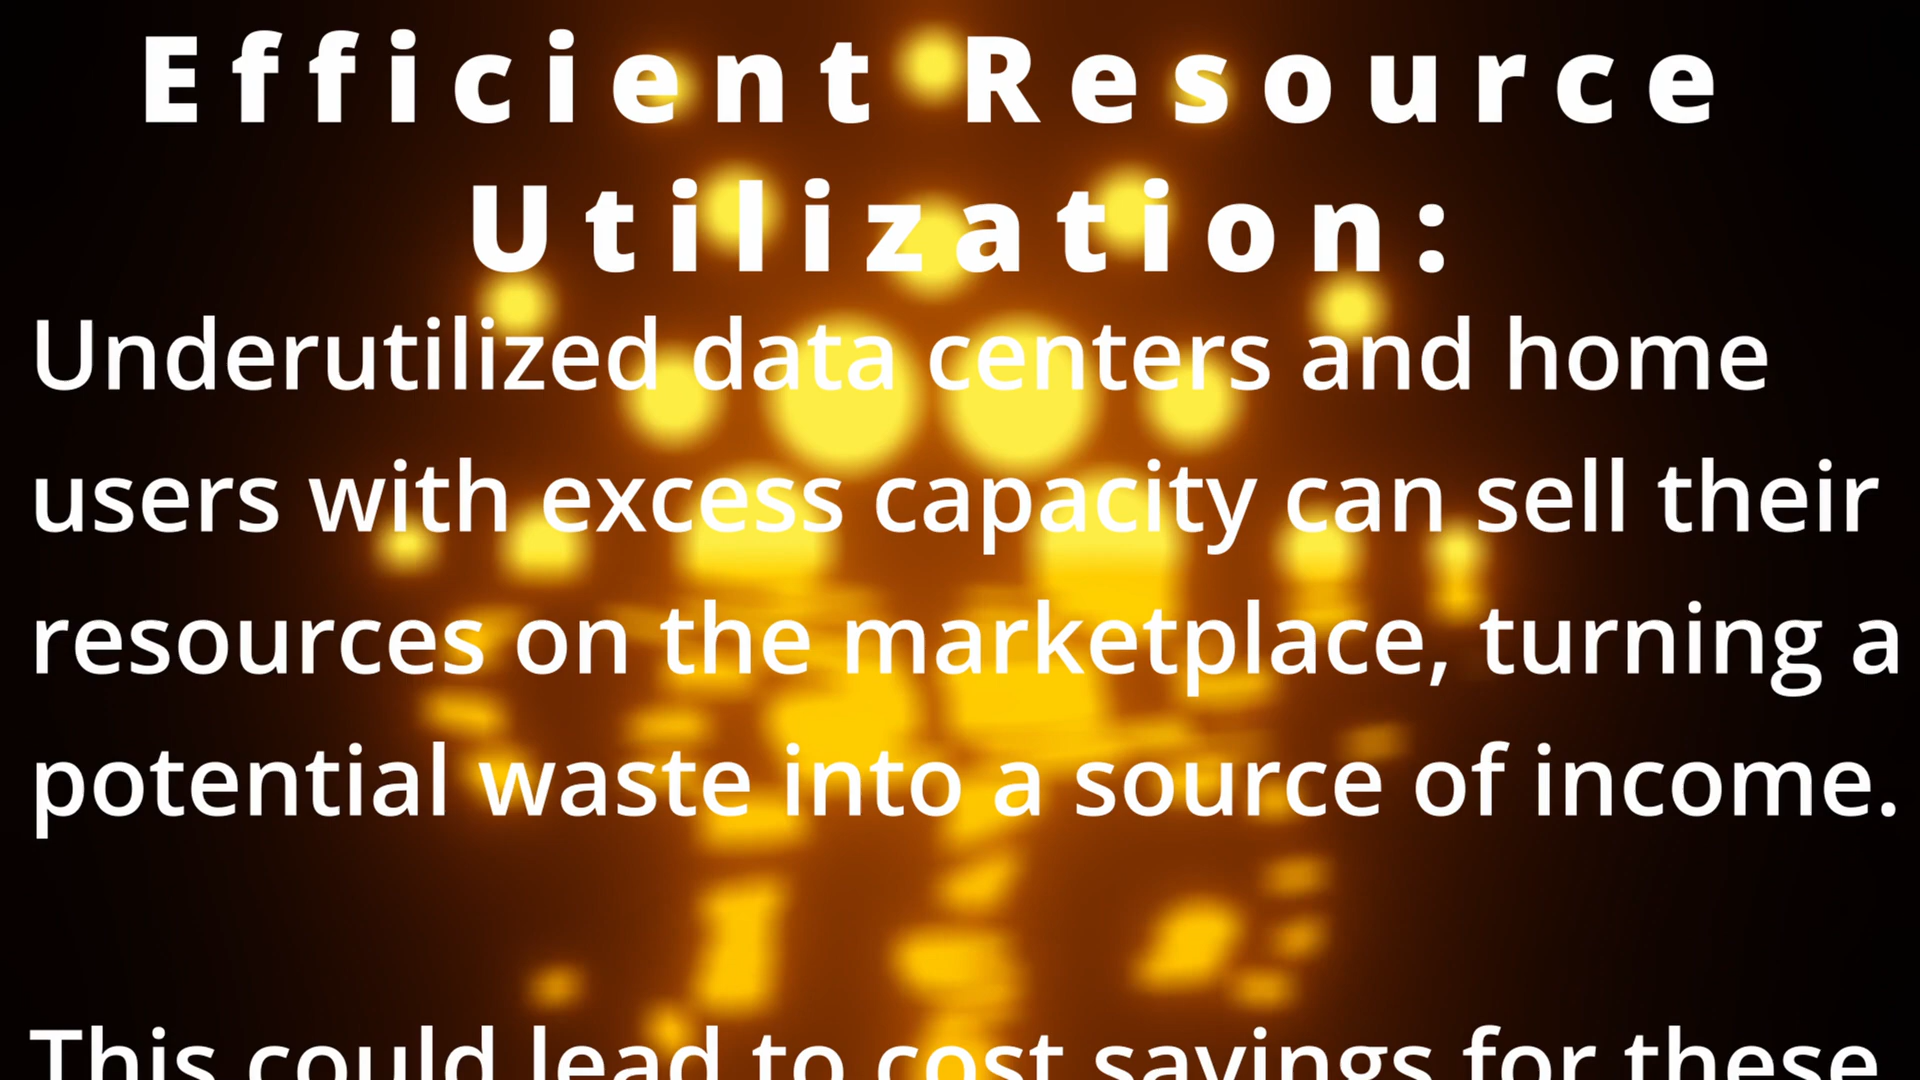 Efficient Resource
Utilization:
Underutilized data centers and home
users with excess capacity can sell their
resources on the marketplace, turning a
potential waste into a source of income.
This could lead to cost savings for these